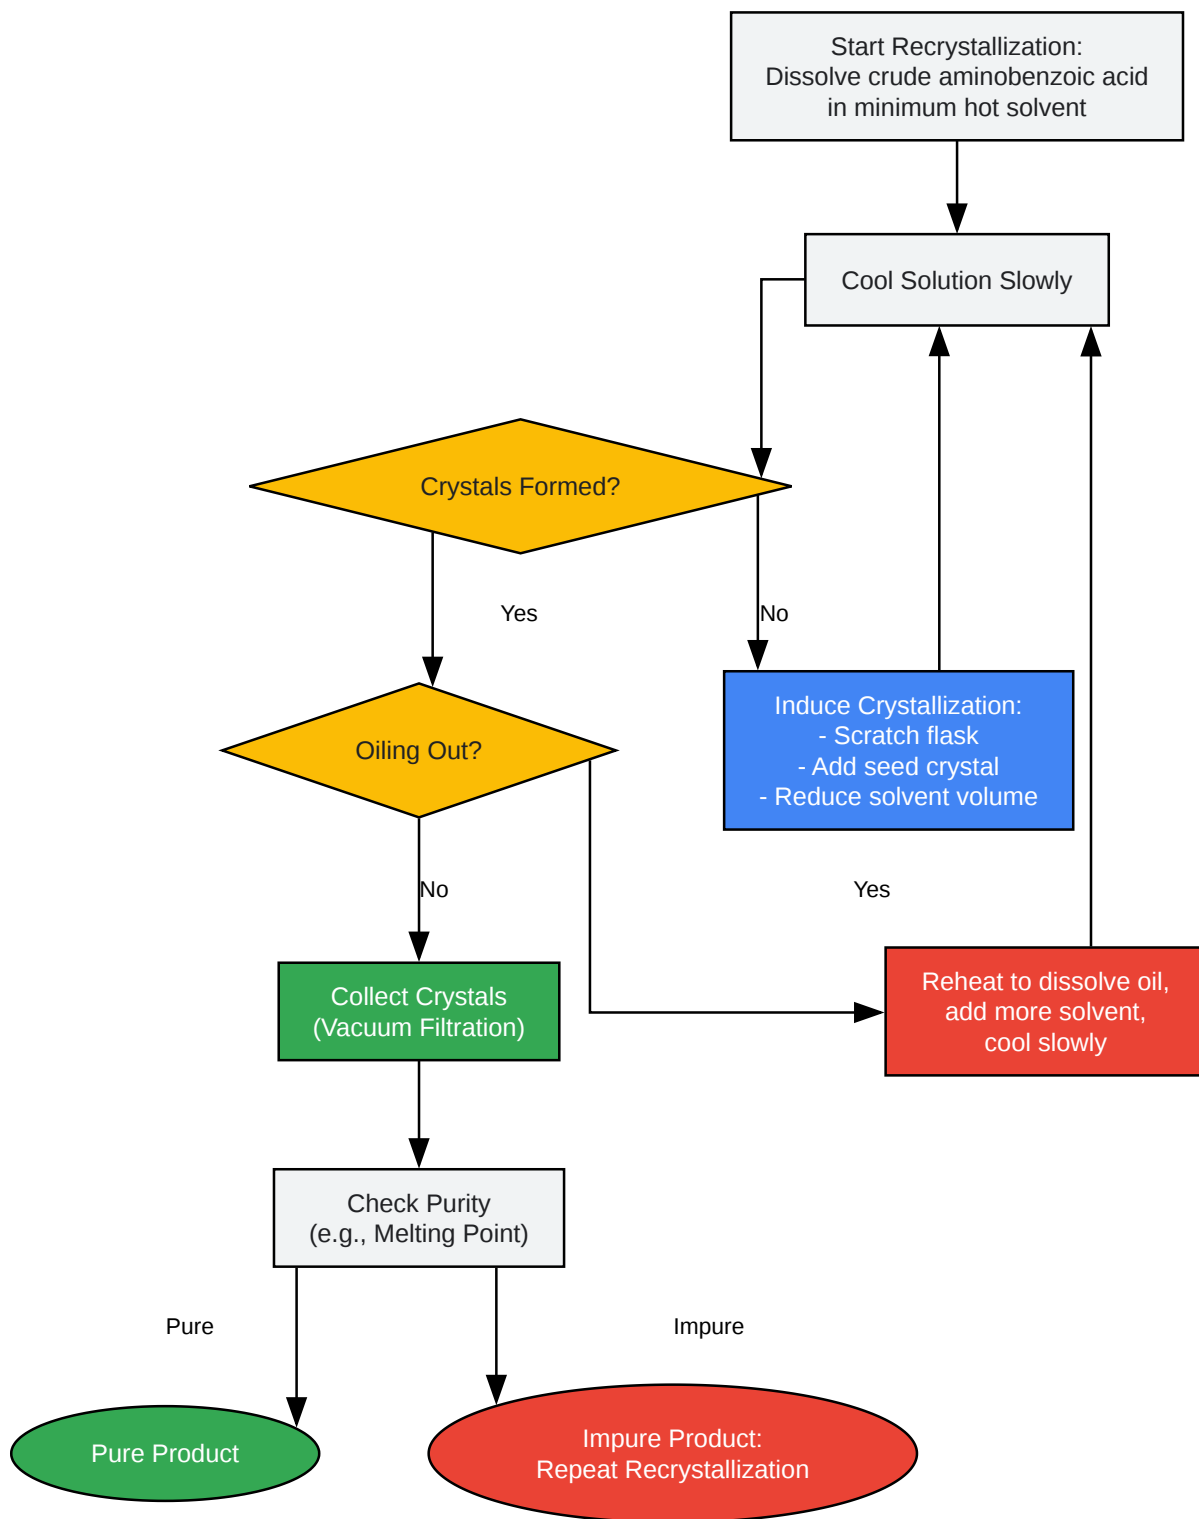 Start Recrystallization:
Dissolve crude aminobenzoic acid
in minimum hot solvent
Cool Solution Slowly
Crystals Formed?
Yes
No
Oiling Out?
Induce Crystallization:
- Scratch flask
- Add seed crystal
- Reduce solvent volume
No
Yes
Collect Crystals
(Vacuum Filtration)
Reheat to dissolve oil,
add more solvent,
cool slowly
Check Purity
(e.g., Melting Point)
Pure
Impure
Pure Product
Impure Product:
Repeat Recrystallization